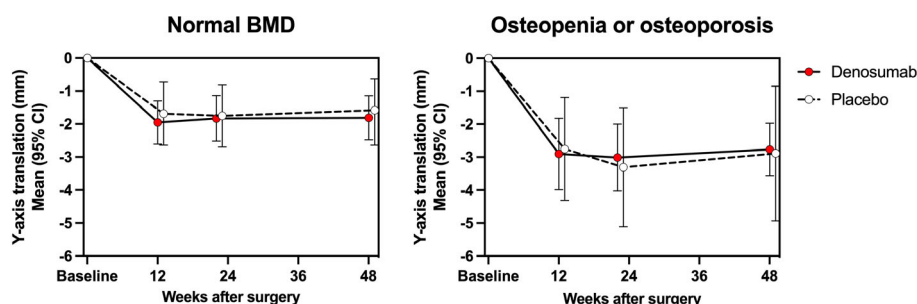 Normal BMD
Osteopenia or osteoporosis
Y-axis translation (mm)
Mean (95% CI)
0
-1
-2
-3
-4
-5
-6
Baseline 12 24 36 48
Weeks after surgery
Y-axis translation (mm)
Mean (95% CI)
0
-1
-2
-3
-4
-5
-6
Baseline 12 24 36 48
Weeks after surgery
Denosumab
Placebo